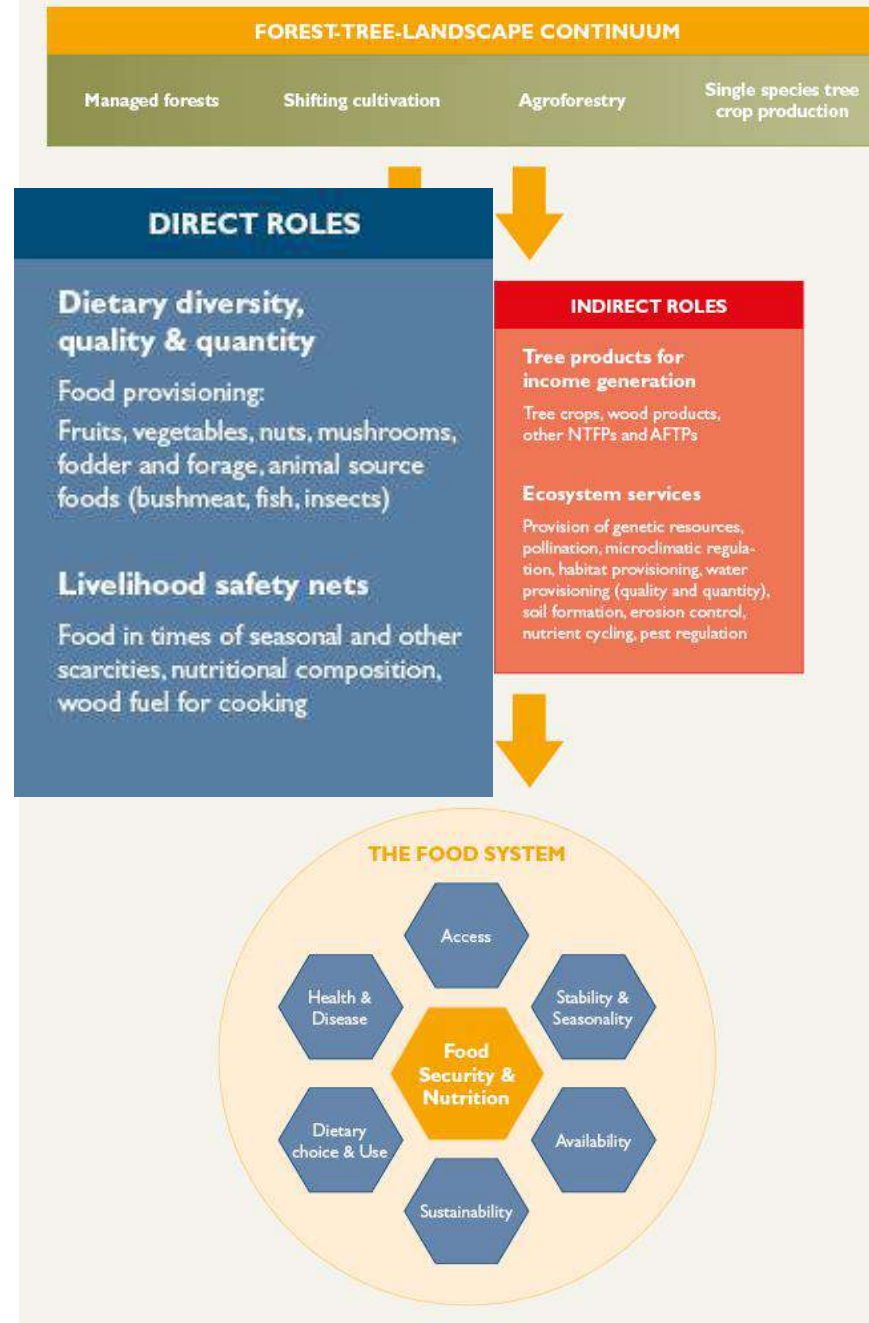 FOREST-TREE-LANDSCAPE CONTINUUM
Managed forests
Shifting cultivation
Agroforestry
Single species tree
crop production
DIRECT ROLES
Dietary diversity,
quality & quantity
Food provisioning:
Fruits, vegetables, nuts, mushrooms,
fodder and forage, animal source
foods (bushmeat, fish, insects)
Livelihood safety nets
Food in times of seasonal and other
scarcities, nutritional composition,
wood fuel for cooking
INDIRECT ROLES
Tree products for
income generation
Tree crops, wood products,
other NTFPs and AFTPs
Ecosystem services
Provision of genetic resources,
pollination, microclimatic regula-
tion, habitat provisioning, water
provisioning (quality and quantity),
soil formation, erosion control,
nutrient cycling, pest regulation
THE FOOD SYSTEM
Access
Health &
Disease
Stability &
Seasonality
Food
Security &
Nutrition
Dietary
choice & Use
Availability
Sustainability